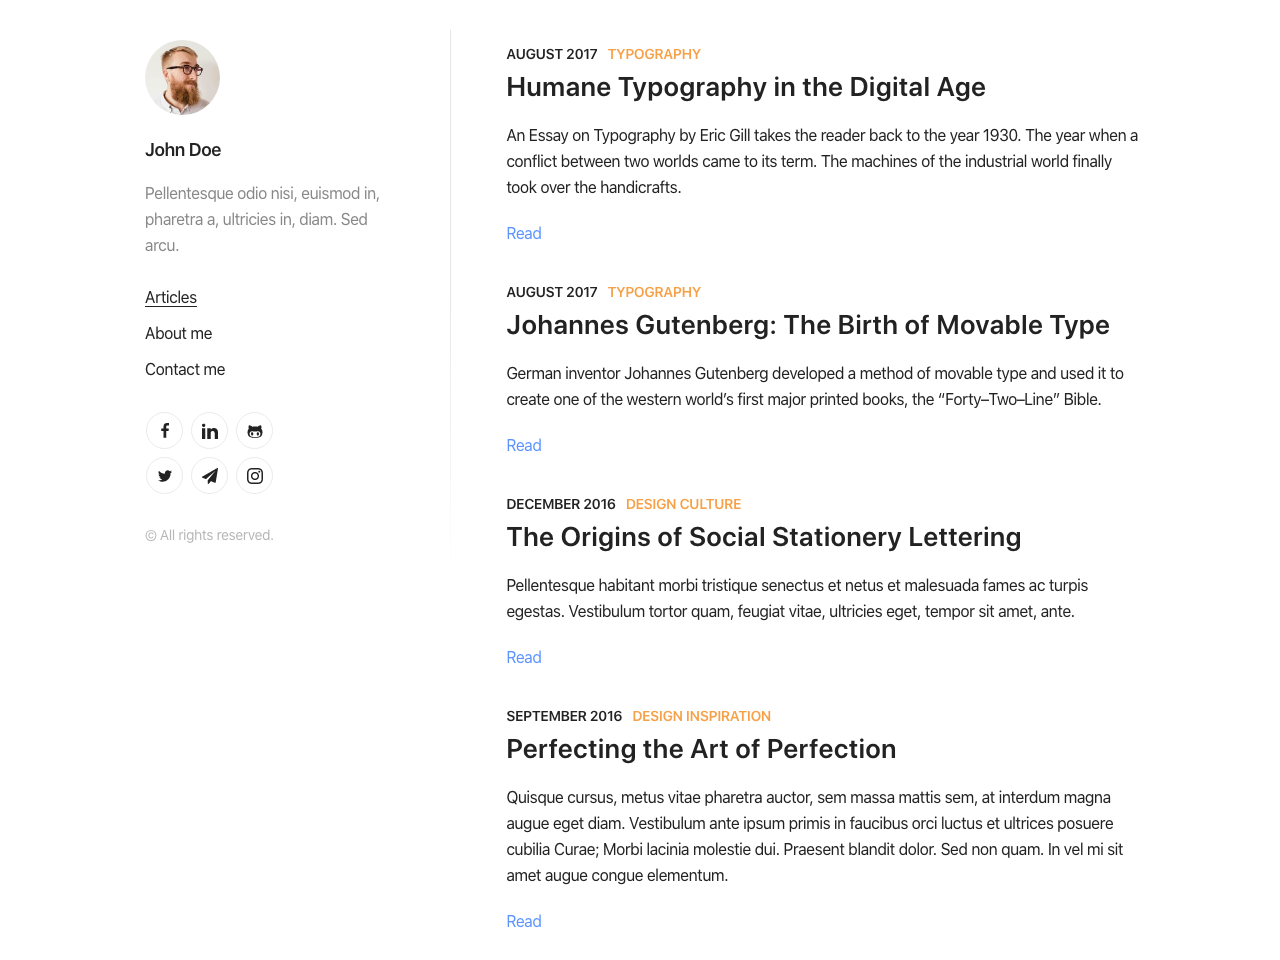 John Doe
Pellentesque odio nisi, euismod in,
pharetra a, ultricies in, diam. Sed
arcu.
Articles
About me
Contact me
© All rights reserved.
AUGUST 2017 TYPOGRAPHY
Humane Typography in the Digital Age
An Essay on Typography by Eric Gill takes the reader back to the year 1930. The year when a
conflict between two worlds came to its term. The machines of the industrial world finally
took over the handicrafts.
Read
AUGUST 2017 TYPOGRAPHY
Johannes Gutenberg: The Birth of Movable Type
German inventor Johannes Gutenberg developed a method of movable type and used it to
create one of the western world’s first major printed books, the “Forty–Two–Line” Bible.
Read
DECEMBER 2016 DESIGN CULTURE
The Origins of Social Stationery Lettering
Pellentesque habitant morbi tristique senectus et netus et malesuada fames ac turpis
egestas. Vestibulum tortor quam, feugiat vitae, ultricies eget, tempor sit amet, ante.
Read
SEPTEMBER 2016 DESIGN INSPIRATION
Perfecting the Art of Perfection
Quisque cursus, metus vitae pharetra auctor, sem massa mattis sem, at interdum magna
augue eget diam. Vestibulum ante ipsum primis in faucibus orci luctus et ultrices posuere
cubilia Curae; Morbi lacinia molestie dui. Praesent blandit dolor. Sed non quam. In vel mi sit
amet augue congue elementum.
Read